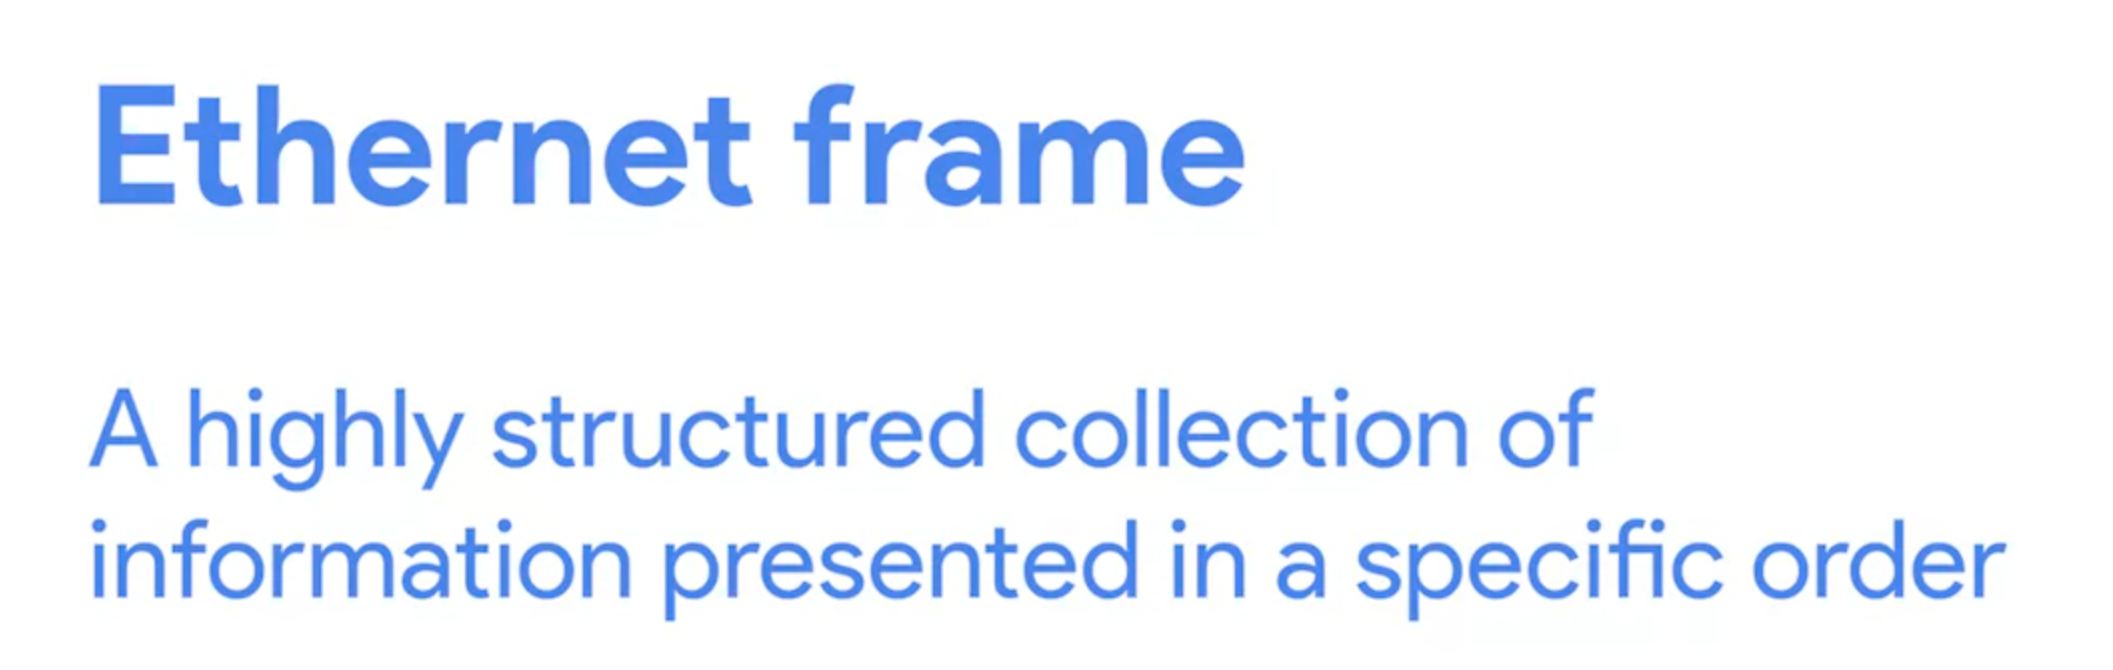 Ethernet frame
A highly structured collection of
information presented in a specific order